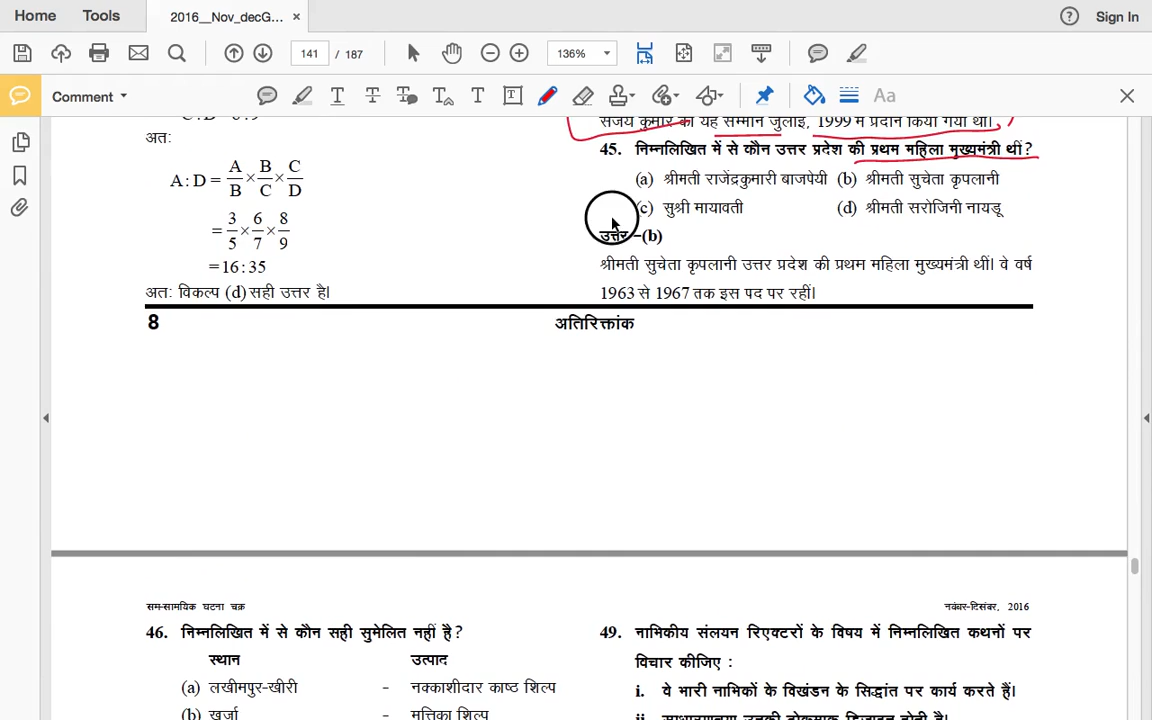 Home
Tools
2016__Nov_decG...
Sign In
141 / 187
136%
Comment
अतः
A : D = A/B × B/C × C/D
= 3/5 × 6/7 × 8/9
= 16 : 35
अतः विकल्प (d) सही उत्तर है।
संजय कुमार को यह सम्मान जुलाई, 1999 में प्रदान किया गया था।
45. निम्नलिखित में से कौन उत्तर प्रदेश की प्रथम महिला मुख्यमंत्री थीं?
(a) श्रीमती राजेंद्रकुमारी बाजपेयी (b) श्रीमती सुचेता कृपलानी
(c) सुश्री मायावती (d) श्रीमती सरोजिनी नायडू
उत्तर–(b)
श्रीमती सुचेता कृपलानी उत्तर प्रदेश की प्रथम महिला मुख्यमंत्री थीं। वे वर्ष
1963 से 1967 तक इस पद पर रहीं।
8
अतिरिक्तांक
सम-सामयिक घटना चक्र
नवंबर-दिसंबर, 2016
46. निम्नलिखित में से कौन सही सुमेलित नहीं है?
स्थान उत्पाद
(a) लखीमपुर-खीरी - नक्काशीदार काष्ठ शिल्प
(b) खुर्जा - मृत्तिका शिल्प
49. नाभिकीय संलयन रिएक्टरों के विषय में निम्नलिखित कथनों पर
विचार कीजिए :
i. वे भारी नाभिकों के विखंडन के सिद्धांत पर कार्य करते हैं।
ii.